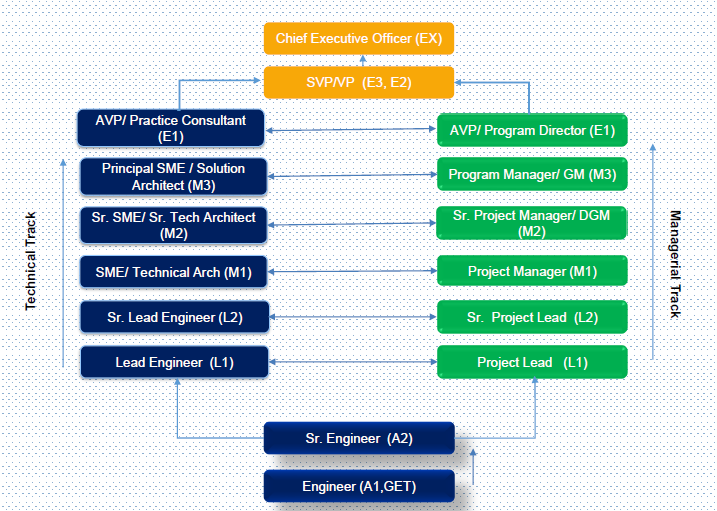 Chief Executive Officer (EX)
SVP/VP (E3, E2)
AVP/ Practice Consultant
(E1)
AVP/ Program Director (E1)
Principal SME / Solution
Architect (M3)
Program Manager/ GM (M3)
Sr. SME/ Sr. Tech Architect
(M2)
Sr. Project Manager/ DGM
(M2)
SME/ Technical Arch (M1)
Project Manager (M1)
Sr. Lead Engineer (L2)
Sr. Project Lead (L2)
Lead Engineer (L1)
Project Lead (L1)
Technical Track
Managerial Track
Sr. Engineer (A2)
Engineer (A1,GET)